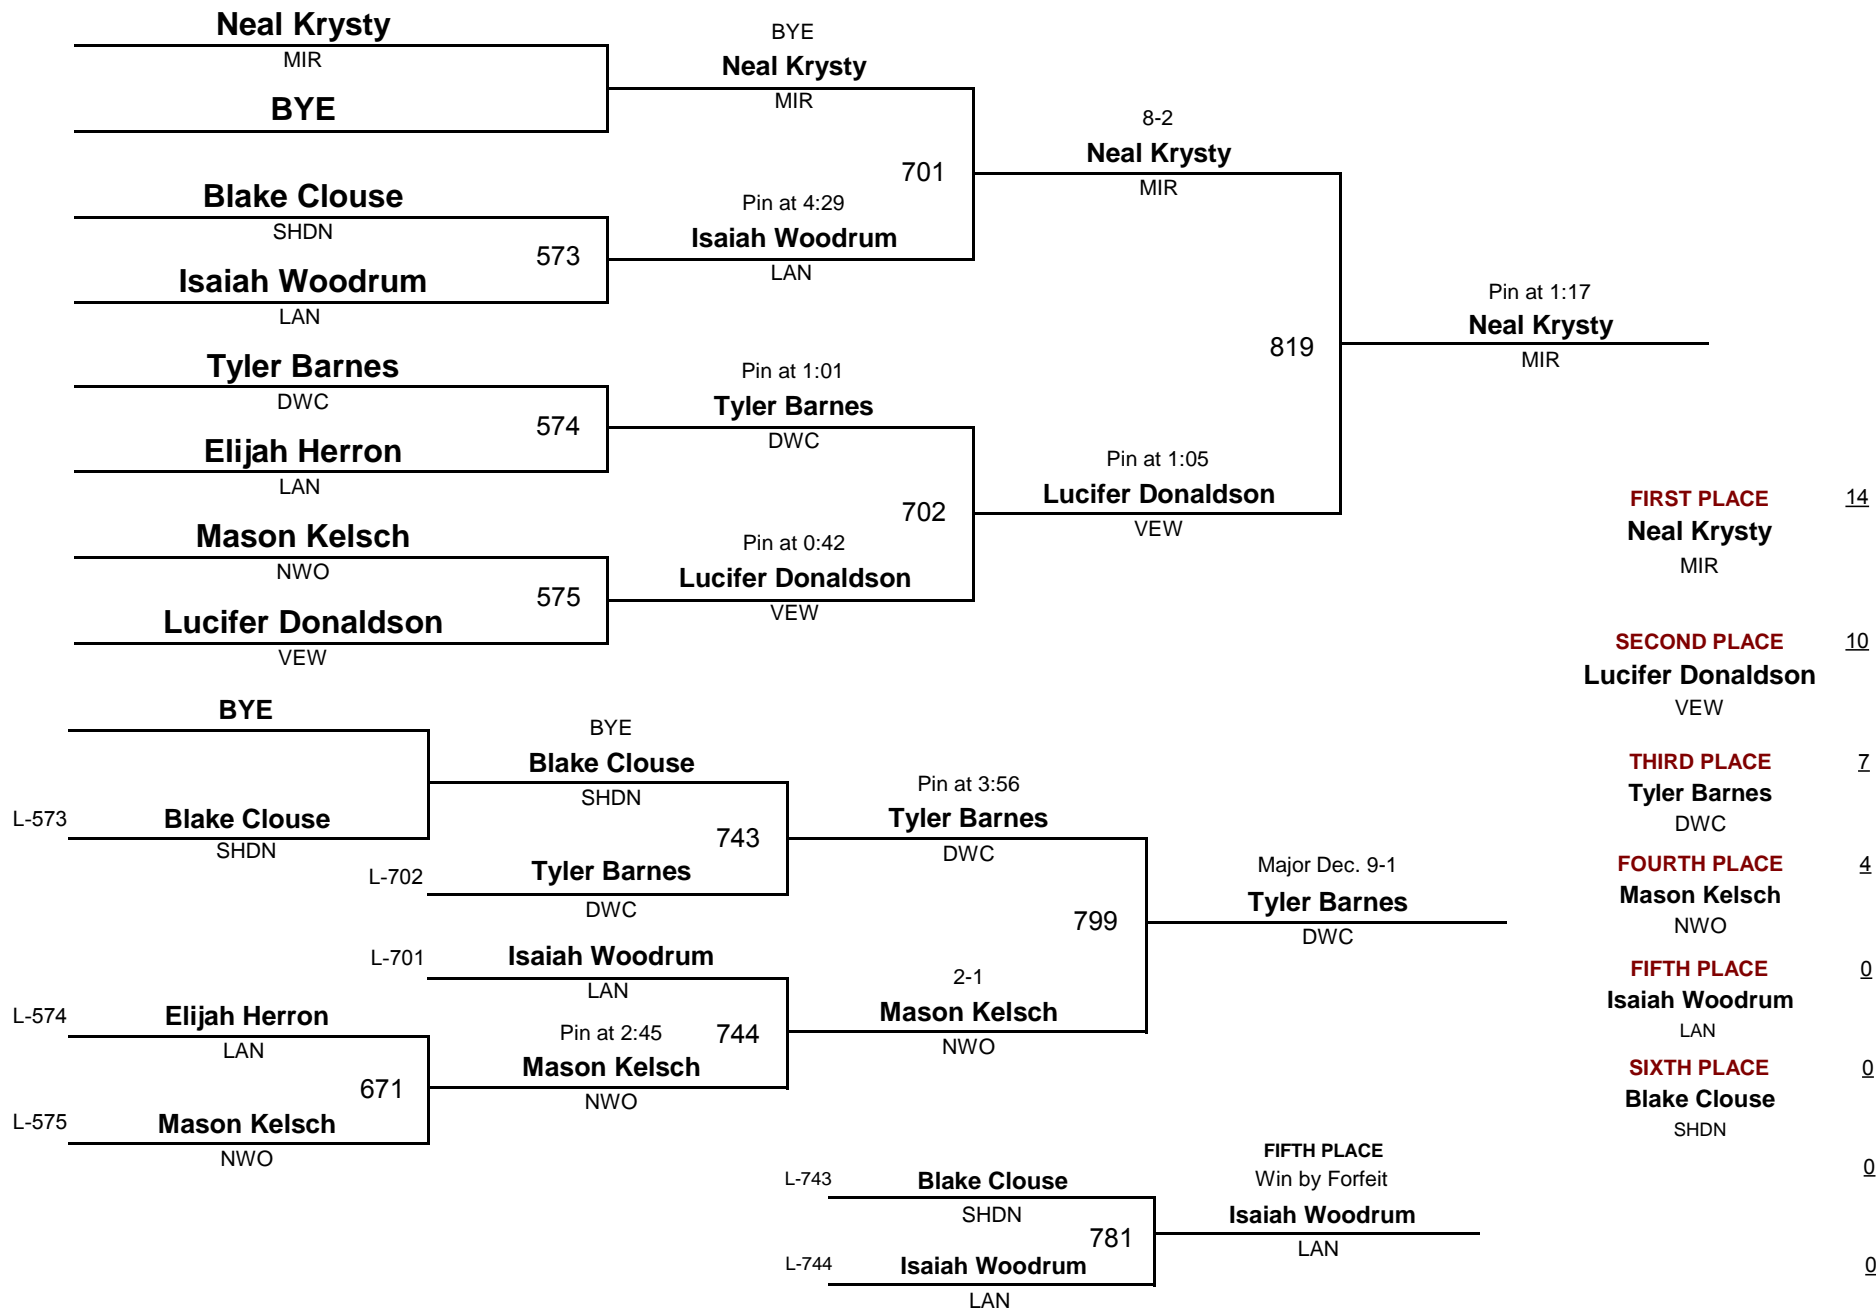 Neal Krysty
MIR
BYE
BYE
Neal Krysty
MIR
Blake Clouse
SHDN
573
Isaiah Woodrum
LAN
Pin at 4:29
Isaiah Woodrum
LAN
701
8-2
Neal Krysty
MIR
Tyler Barnes
DWC
574
Elijah Herron
LAN
Pin at 1:01
Tyler Barnes
DWC
Mason Kelsch
NWO
575
Lucifer Donaldson
VEW
Pin at 0:42
Lucifer Donaldson
VEW
702
Pin at 1:05
Lucifer Donaldson
VEW
819
Pin at 1:17
Neal Krysty
MIR
BYE
L-573 Blake Clouse
SHDN
BYE
Blake Clouse
SHDN
743
L-702 Tyler Barnes
DWC
Pin at 3:56
Tyler Barnes
DWC
L-701 Isaiah Woodrum
LAN
L-574 Elijah Herron
LAN
671
L-575 Mason Kelsch
NWO
Pin at 2:45
Mason Kelsch
NWO
744
2-1
Mason Kelsch
NWO
799
Major Dec. 9-1
Tyler Barnes
DWC
L-743 Blake Clouse
SHDN
781
L-744 Isaiah Woodrum
LAN
FIFTH PLACE
Win by Forfeit
Isaiah Woodrum
LAN
FIRST PLACE 14
Neal Krysty
MIR
SECOND PLACE 10
Lucifer Donaldson
VEW
THIRD PLACE 7
Tyler Barnes
DWC
FOURTH PLACE 4
Mason Kelsch
NWO
FIFTH PLACE 0
Isaiah Woodrum
LAN
SIXTH PLACE 0
Blake Clouse
SHDN
0
0